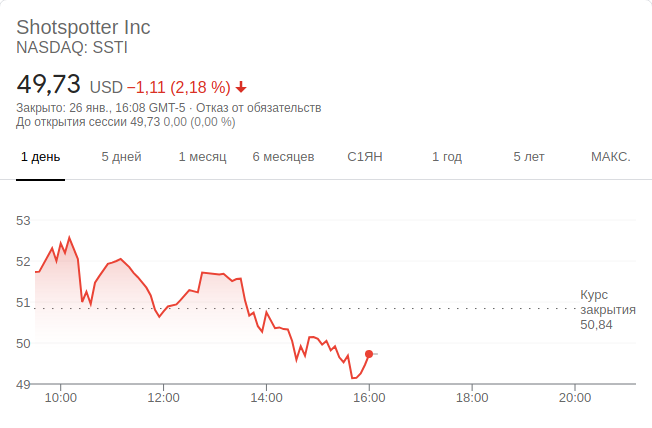 Shotspotter Inc
NASDAQ: SSTI
49,73 USD −1,11 (2,18 %)
Закрыто: 26 янв., 16:08 GMT-5 · Отказ от обязательств
До открытия сессии 49,73 0,00 (0,00 %)
1 день 5 дней 1 месяц 6 месяцев С1ЯН 1 год 5 лет МАКС.
53
52
51
50
49
Курс
закрытия
50,84
10:00 12:00 14:00 16:00 18:00 20:00